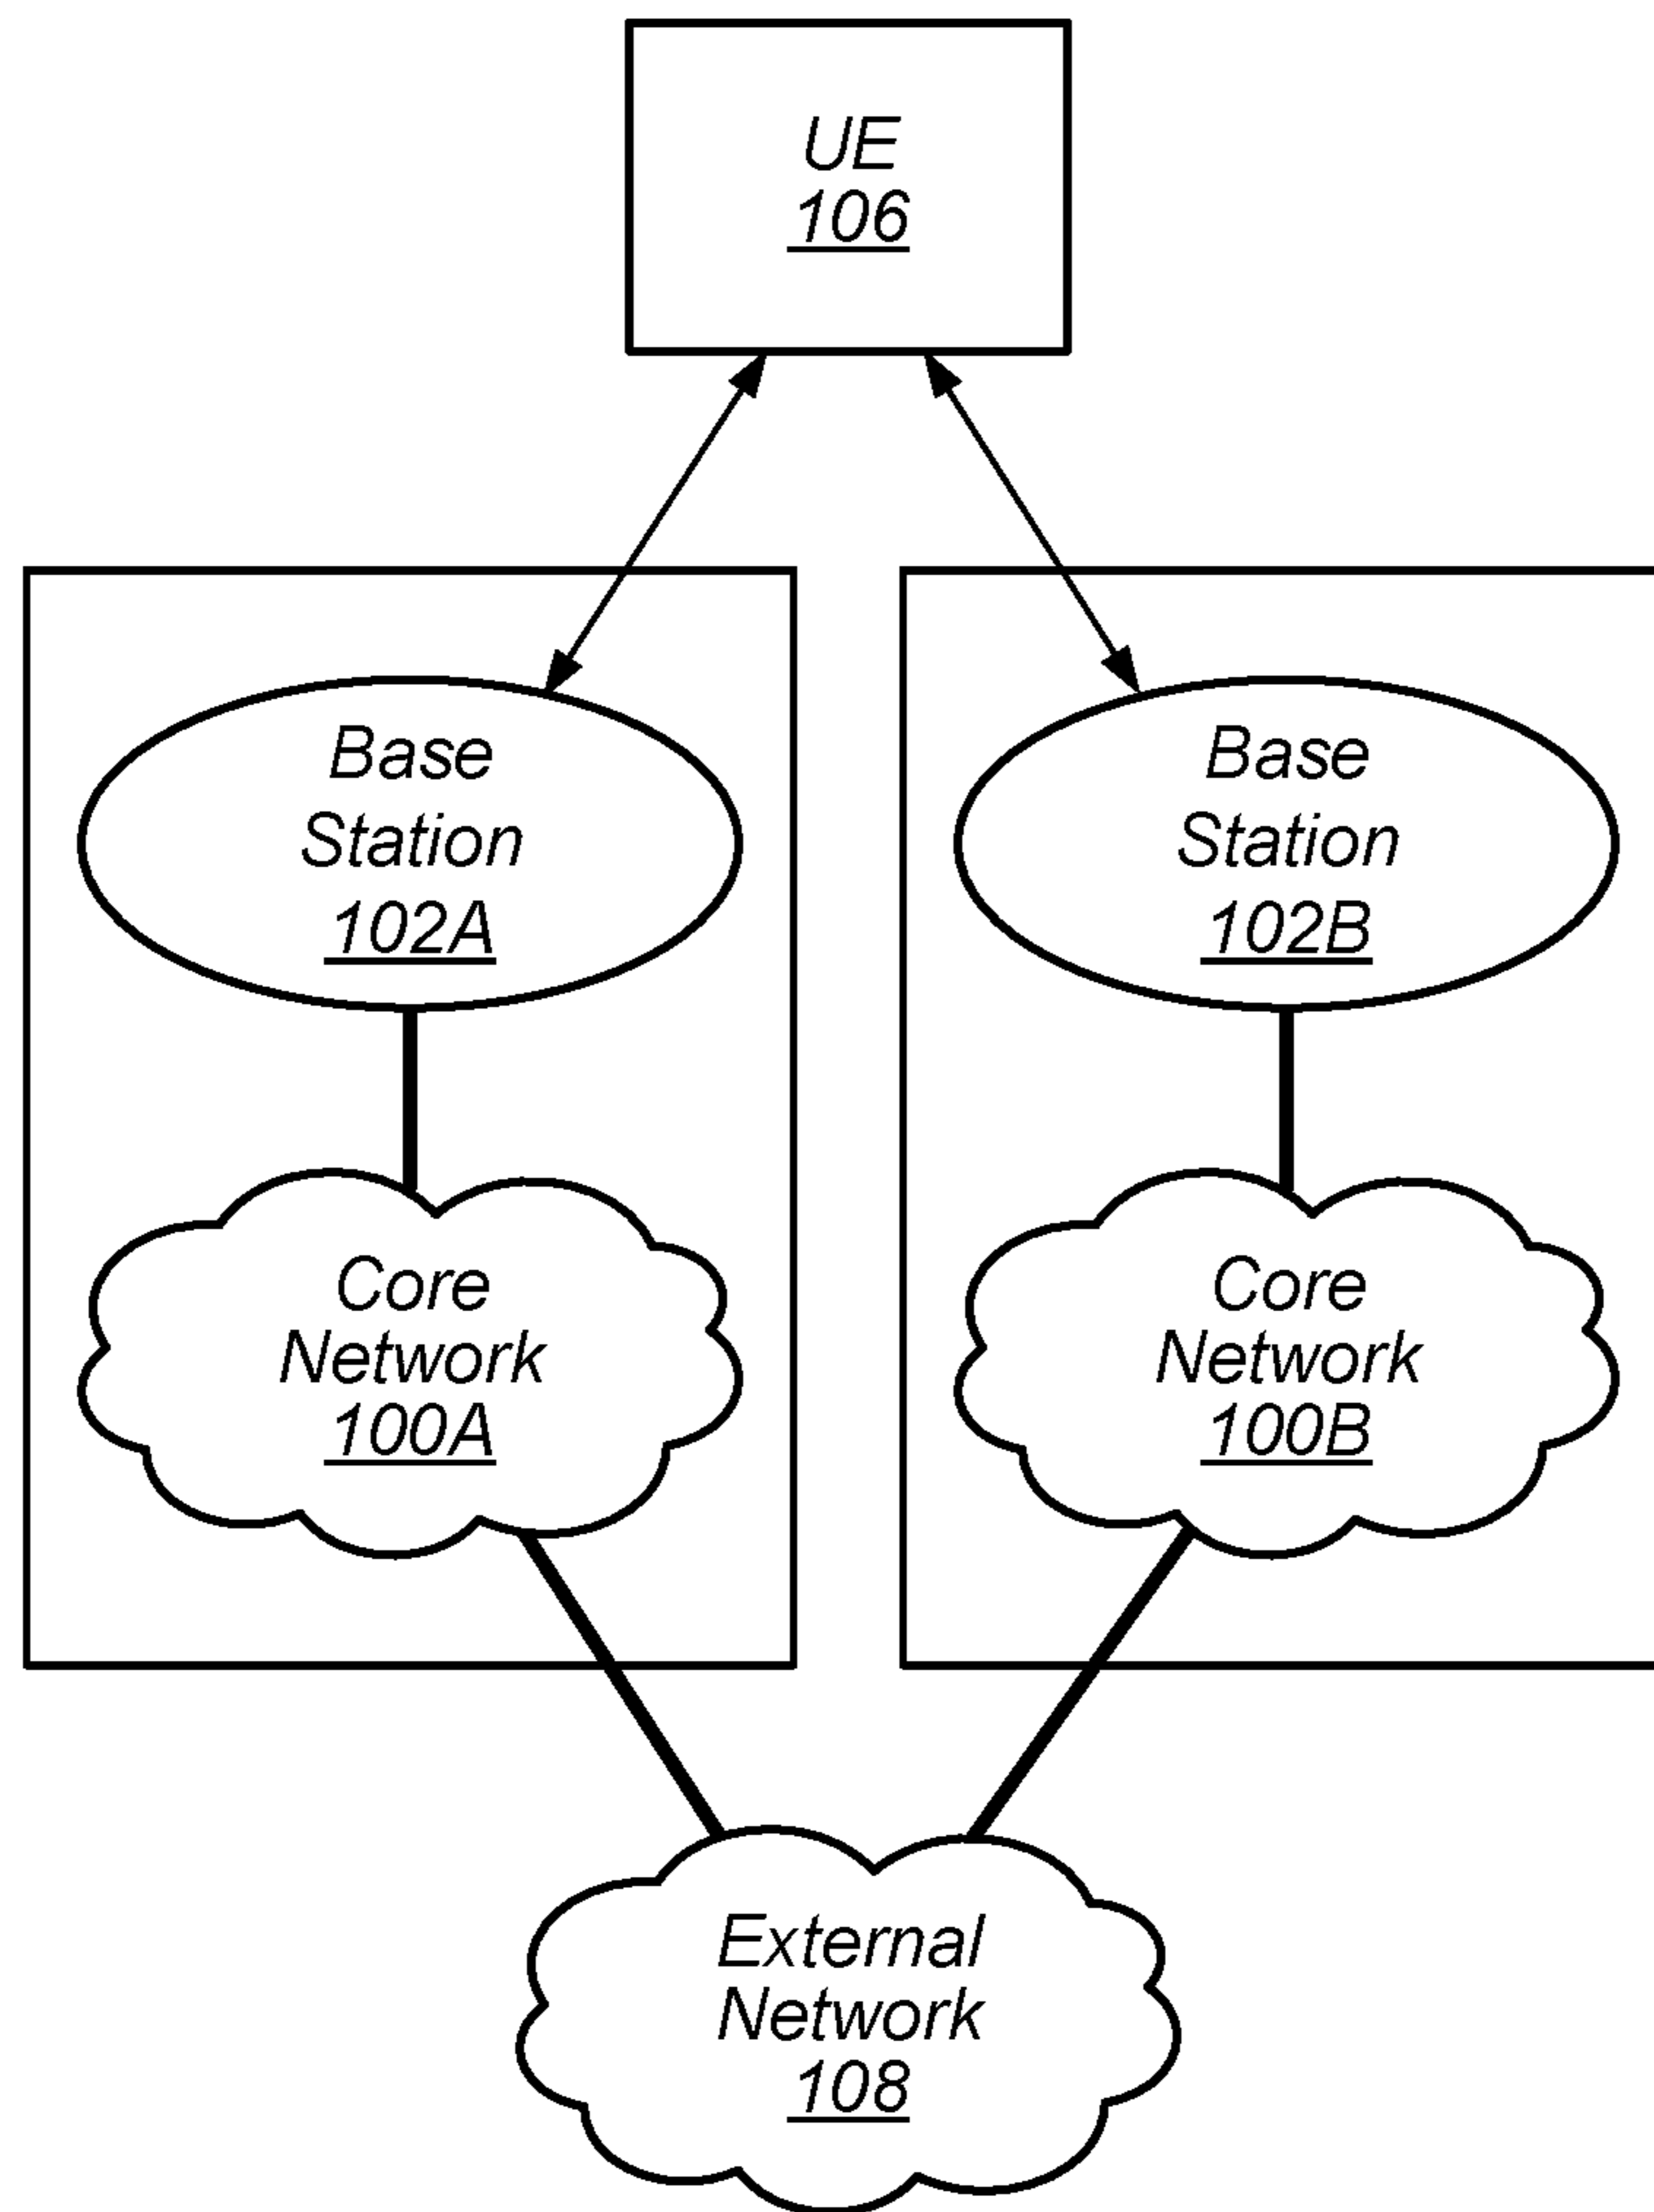 UE
106
Base
Station
102A
Base
Station
102B
Core
Network
100A
Core
Network
100B
External
Network
108